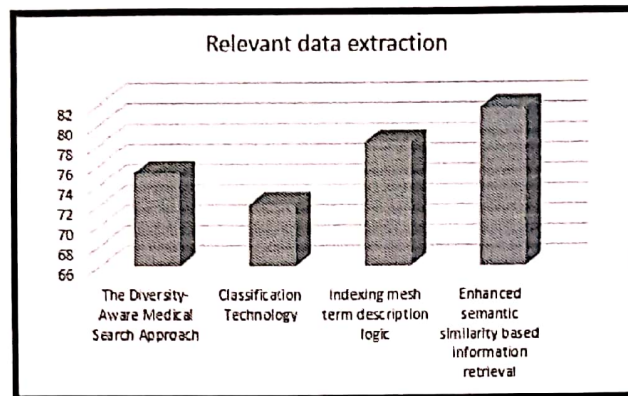 Relevant data extraction
82
80
78
76
74
72
70
68
66
The Diversity-
Aware Medical
Search Approach
Classification
Technology
Indexing mesh
term description
logic
Enhanced
semantic
similarity based
information
retrieval